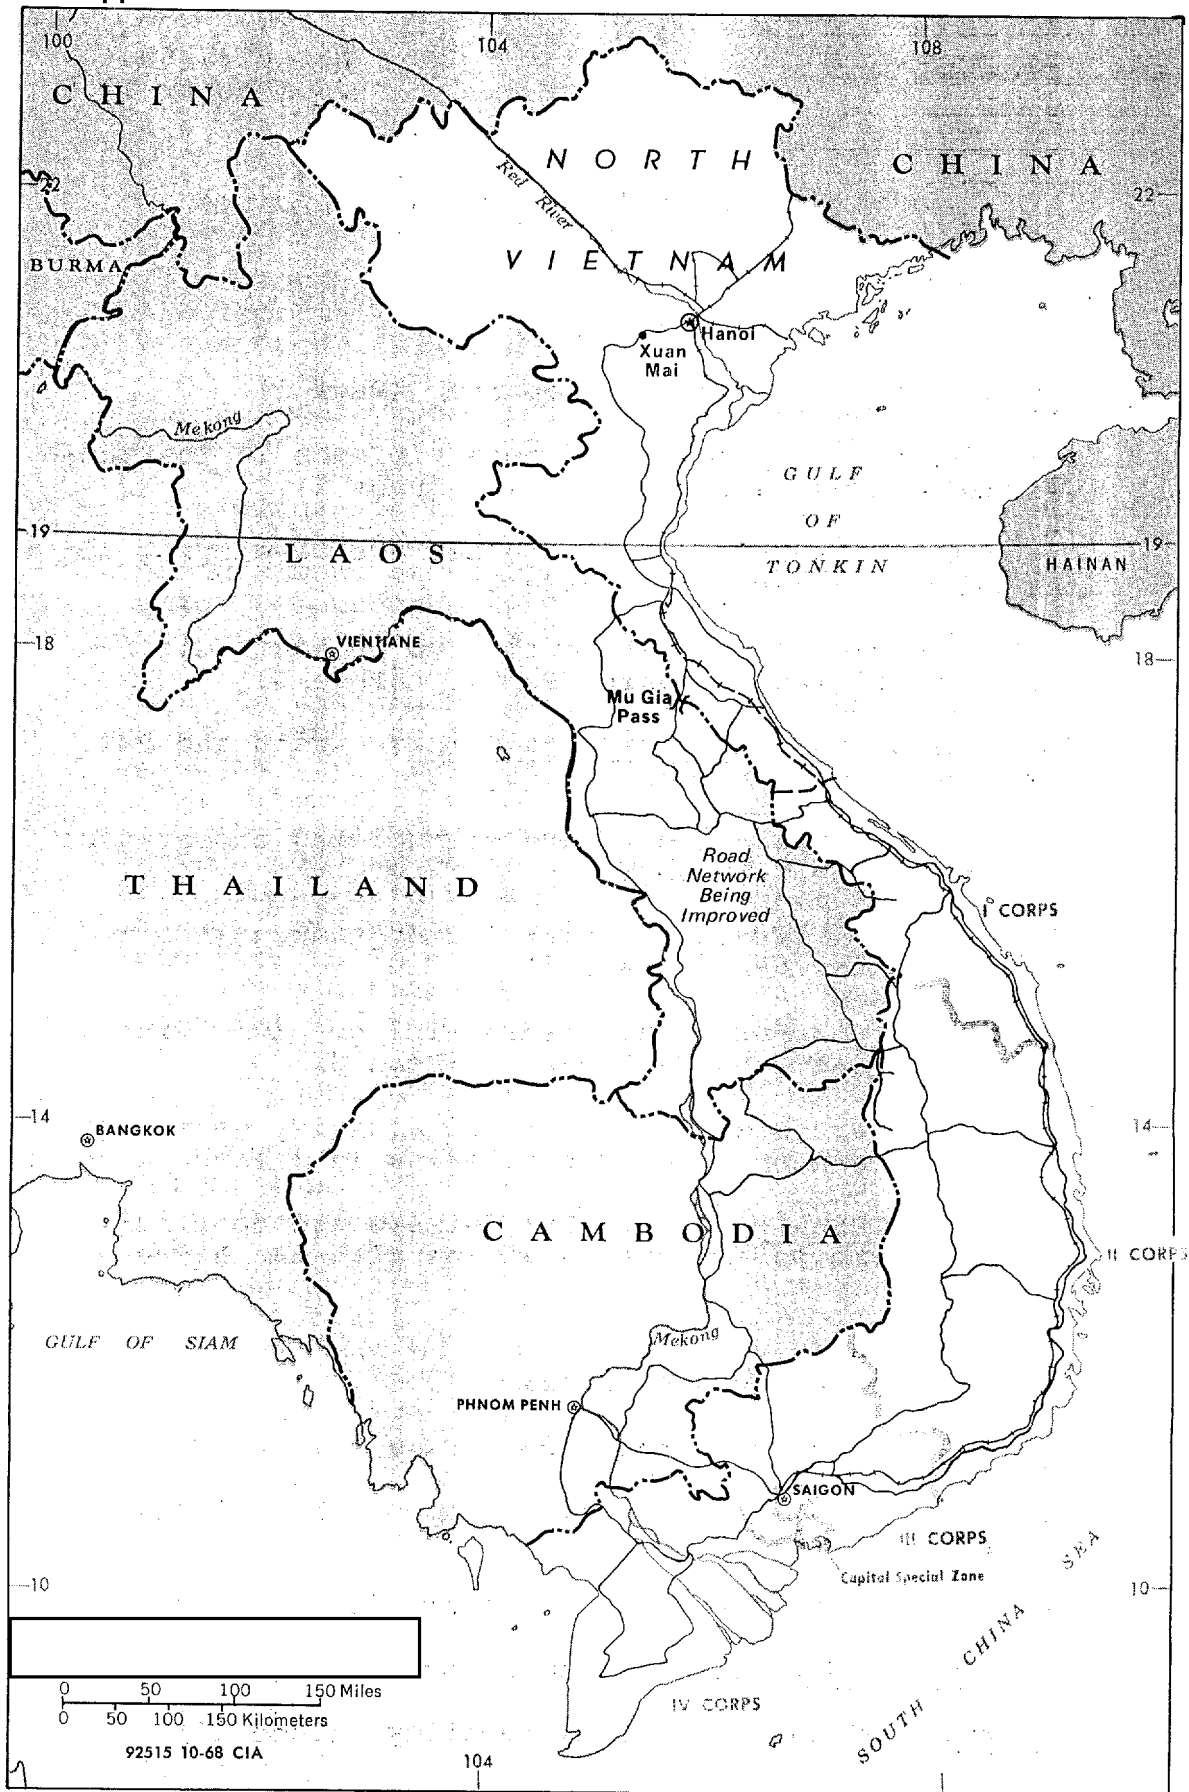 100
104
108
CHINA
NORTH
CHINA
Red
River
22
22
VIETNAM
BURMA
Hanoi
Xuan
Mai
Mekong
GULF
OF
TONKIN
19
19
LAOS
HAINAN
18
VIENTIANE
18
Mu Gia
Pass
Road
Network
Being
Improved
THAILAND
I CORPS
14
BANGKOK
14
CAMBODIA
II CORPS
GULF OF SIAM
Mekong
PHNOM PENH
SAIGON
III CORPS
Capital Special Zone
10
10
SOUTH CHINA SEA
IV CORPS
0 50 100 150 Miles
0 50 100 150 Kilometers
92515 10-68 CIA
104